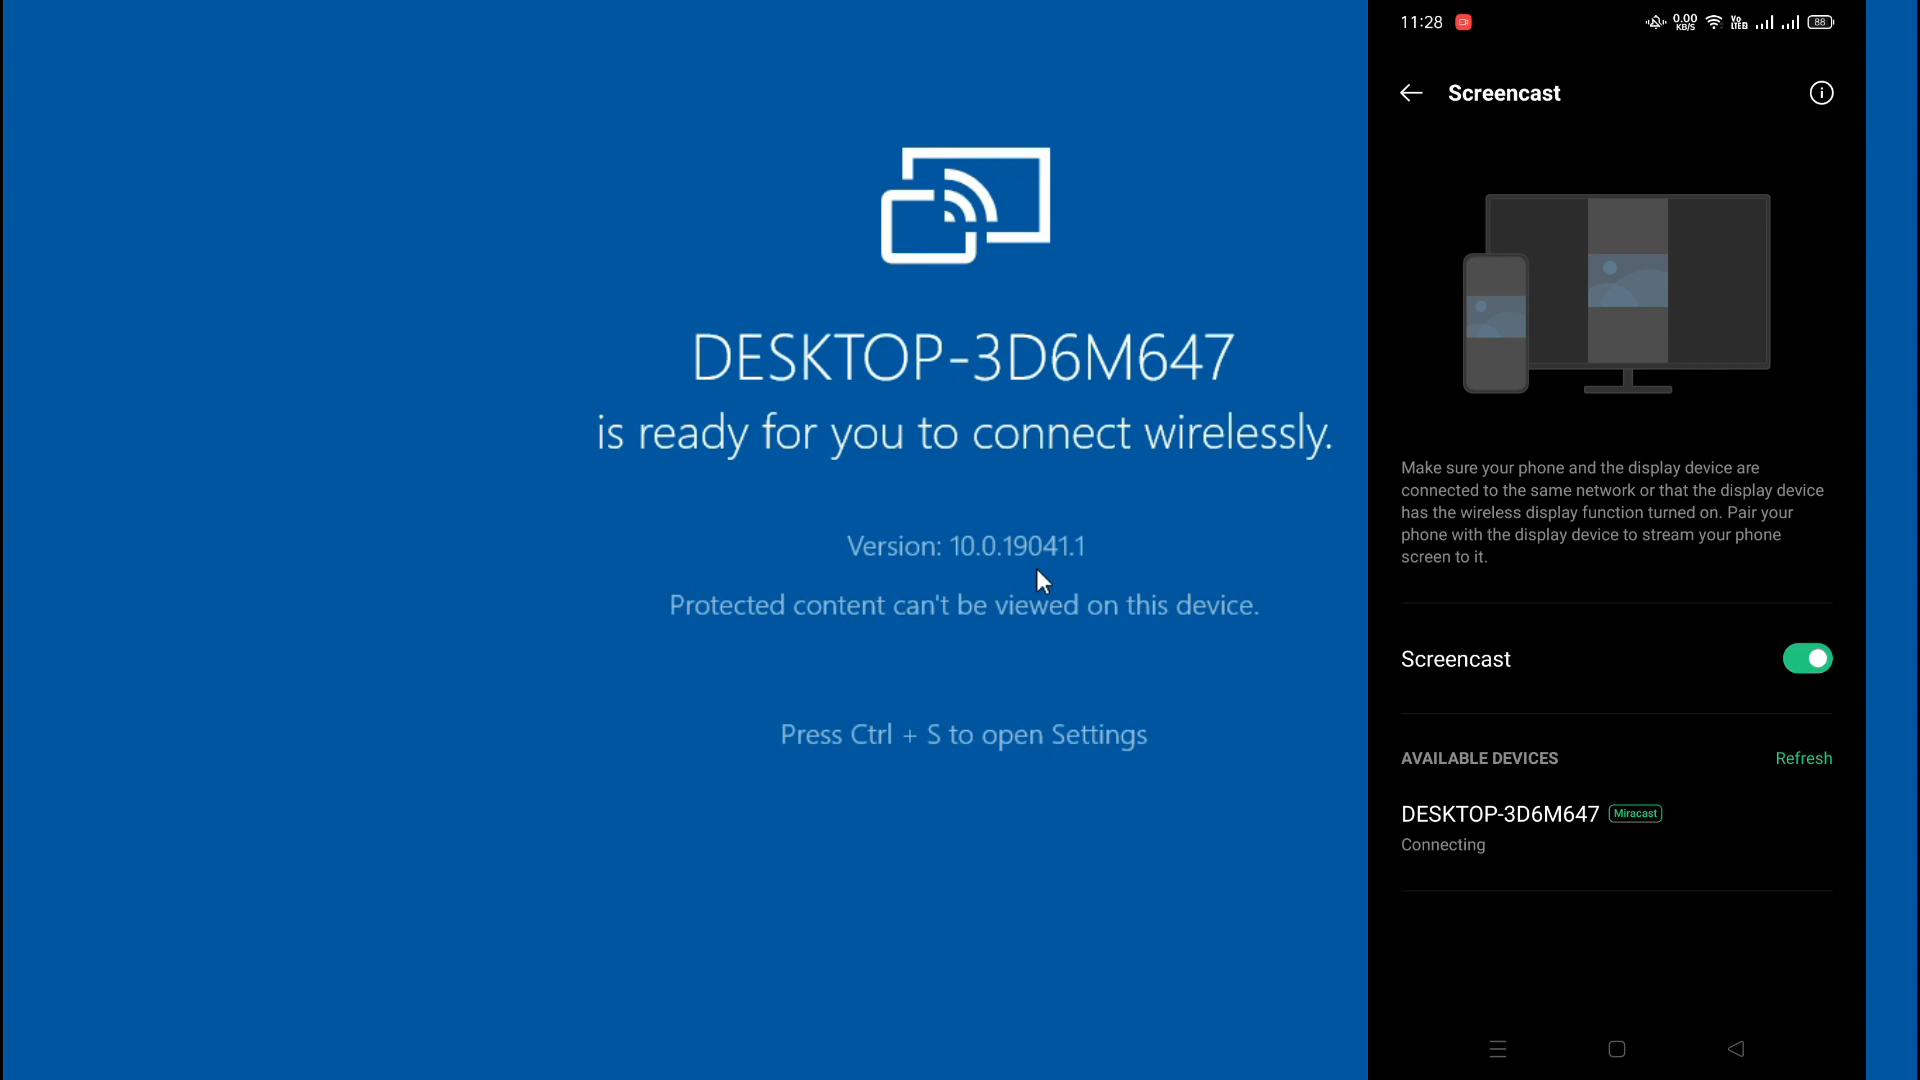 DESKTOP-3D6M647
is ready for you to connect wirelessly.
Version: 10.0.19041.1
Protected content can't be viewed on this device.
Press Ctrl + S to open Settings
11:28
0.00
KB/S
Vo
LTE2
88
Screencast
Make sure your phone and the display device are
connected to the same network or that the display device
has the wireless display function turned on. Pair your
phone with the display device to stream your phone
screen to it.
Screencast
AVAILABLE DEVICES Refresh
DESKTOP-3D6M647 Miracast
Connecting